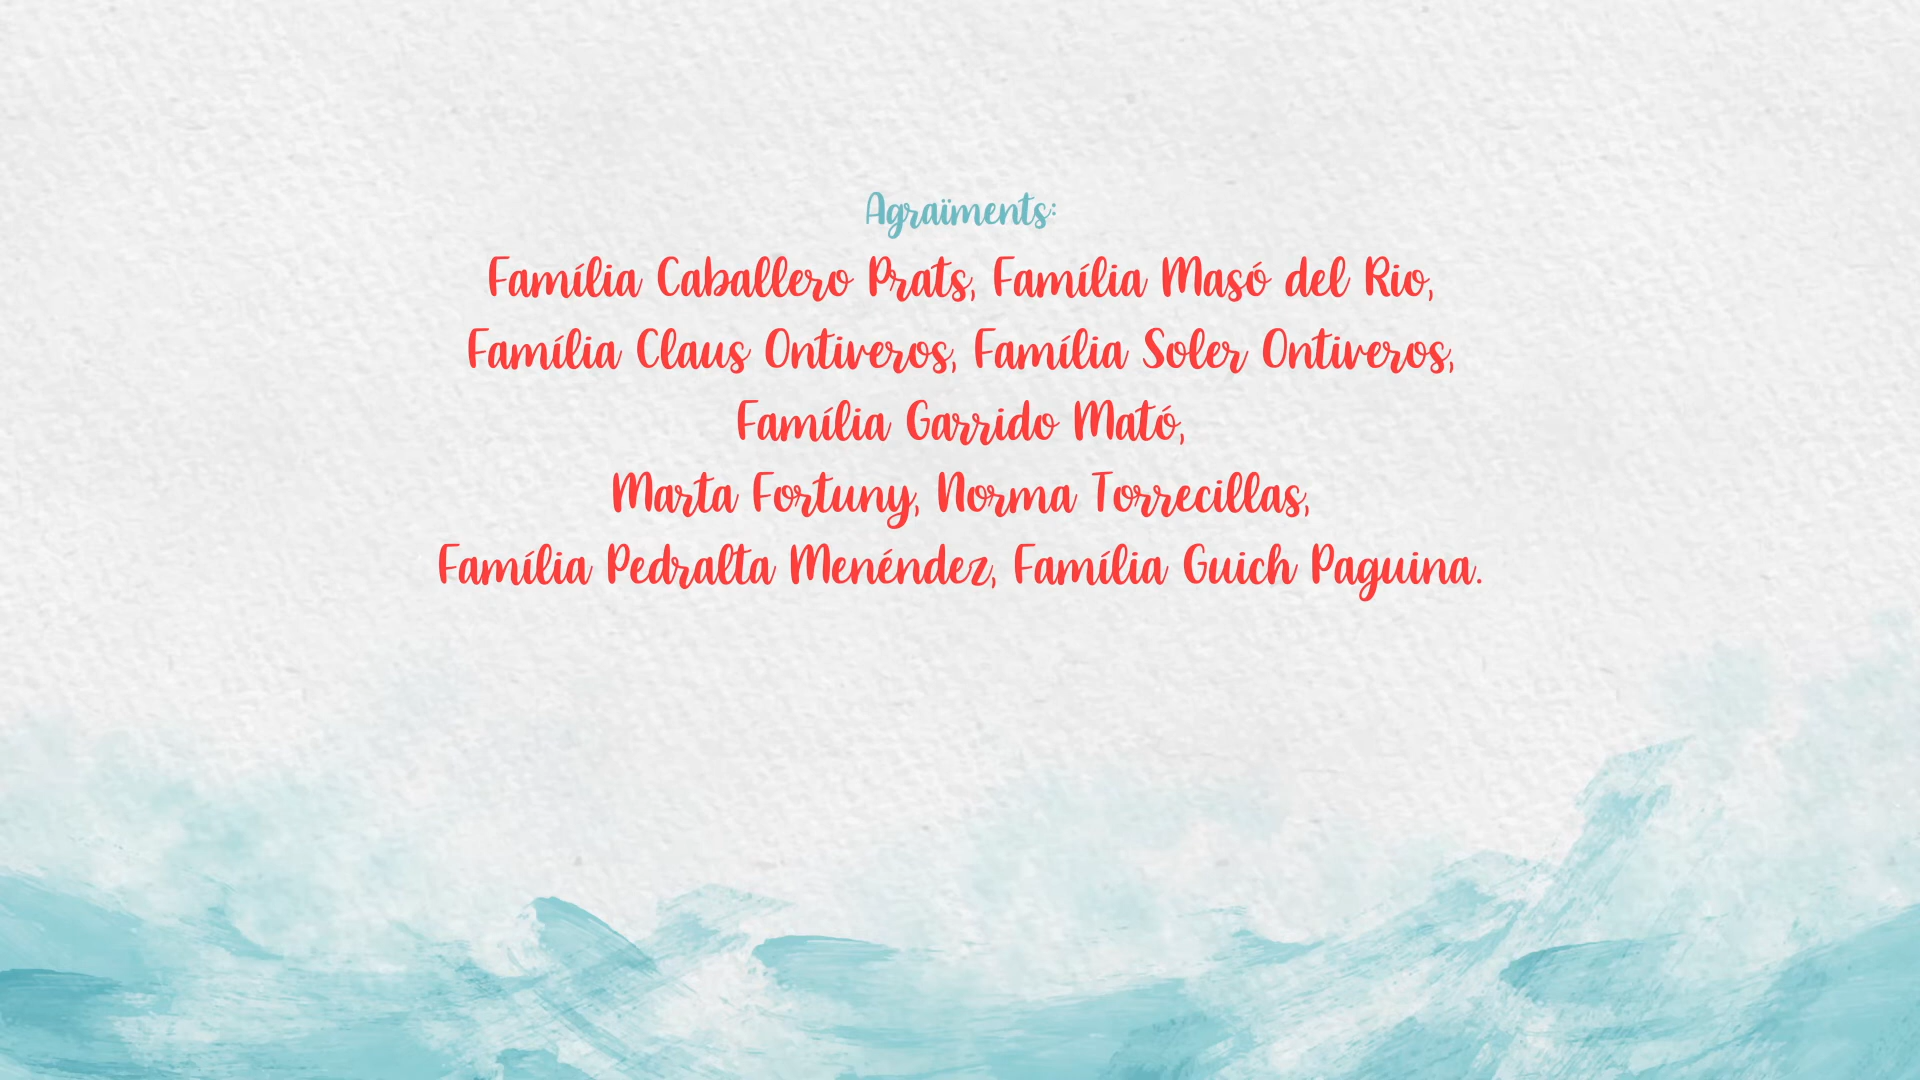 Agraïments:
Família Caballero Prats, Família Masó del Rio,
Família Claus Ontiveros, Família Soler Ontiveros,
Família Garrido Mató,
Marta Fortuny, Norma Torrecillas,
Família Pedralta Menéndez, Família Guich Paguina.